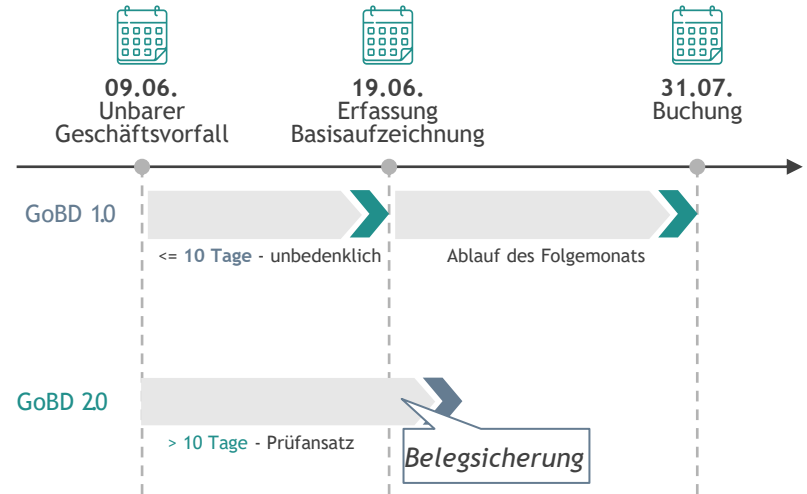 09.06.
Unbarer
Geschäftsvorfall
19.06.
Erfassung
Basisaufzeichnung
31.07.
Buchung
GoBD 1.0
<= 10 Tage - unbedenklich
Ablauf des Folgemonats
GoBD 2.0
> 10 Tage - Prüfansatz
Belegsicherung